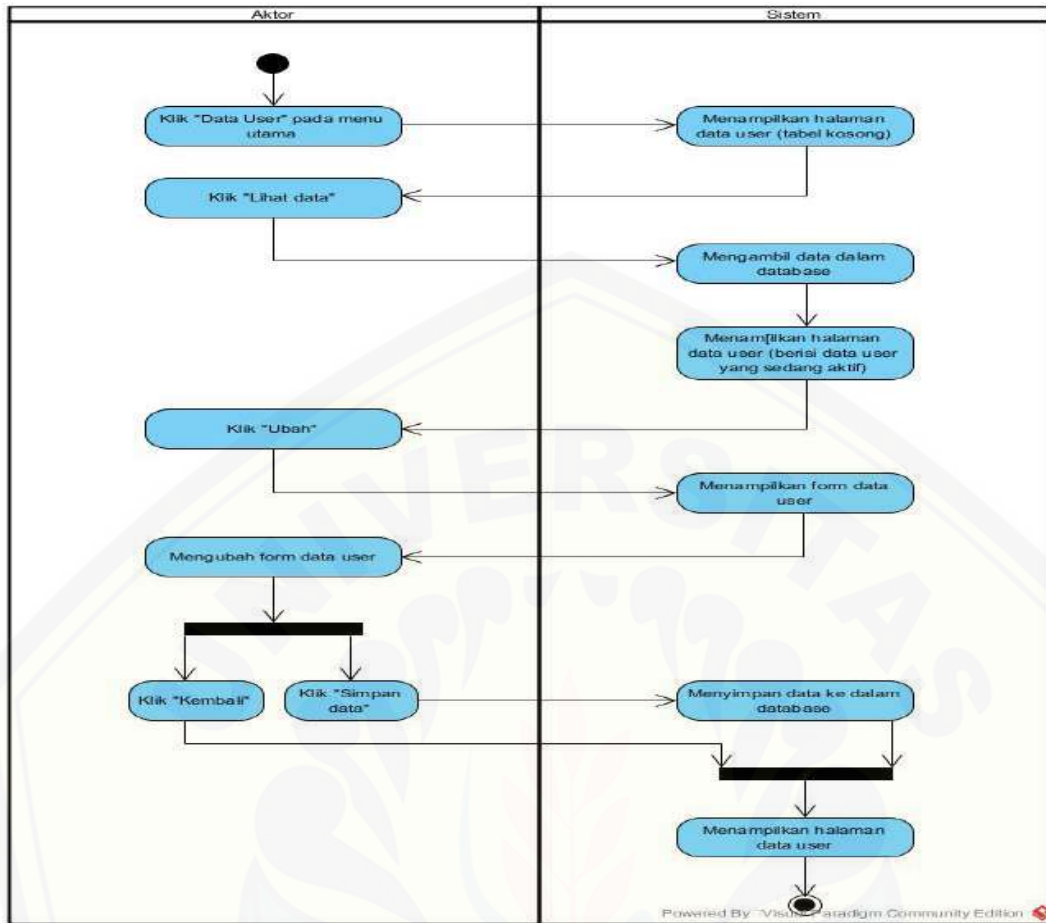 Aktor
Sistem
Klik "Data User" pada menu
utama
Menampilkan halaman
data user (tabel kosong)
Klik "Lihat data"
Mengambil data dalam
database
Menam[ilkan halaman
data user (berisi data user
yang sedang aktif)
Klik "Ubah"
Menampilkan form data
user
Mengubah form data user
Klik "Kembali"
Klik "Simpan
data"
Menyimpan data ke dalam
database
Menampilkan halaman
data user
UNIVERSITAS
Powered By Visual Paradigm Community Edition